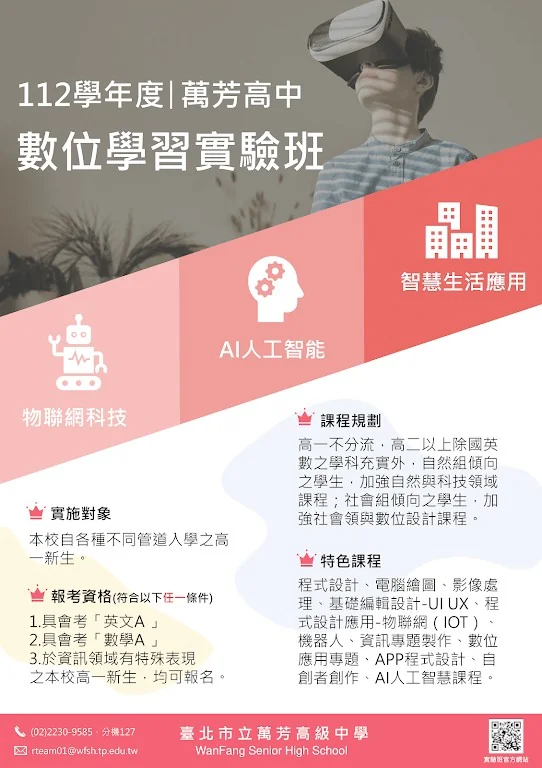 112學年度|萬芳高中
數位學習實驗班
智慧生活應用
AI人工智能
物聯網科技
實施對象
本校自各種不同管道入學之高
一新生。
報考資格(符合以下任一條件)
1.具會考「英文A」
2.具會考「數學A」
3.於資訊領域有特殊表現
之本校高一新生，均可報名。
課程規劃
高一不分流，高二以上除國英
數之學科充實外，自然組傾向
之學生，加強自然與科技領域
課程；社會組傾向之學生，加
強社會領與數位設計課程。
特色課程
程式設計、電腦繪圖、影像處
理、基礎編輯設計-UI UX、程
式設計應用-物聯網（IOT）、
機器人、資訊專題製作、數位
應用專題、APP程式設計、自
創者創作、AI人工智慧課程。
(02)2230-9585，分機127
rteam01@wfsh.tp.edu.tw
臺北市立萬芳高級中學
WanFang Senior High School
實驗班官方網站